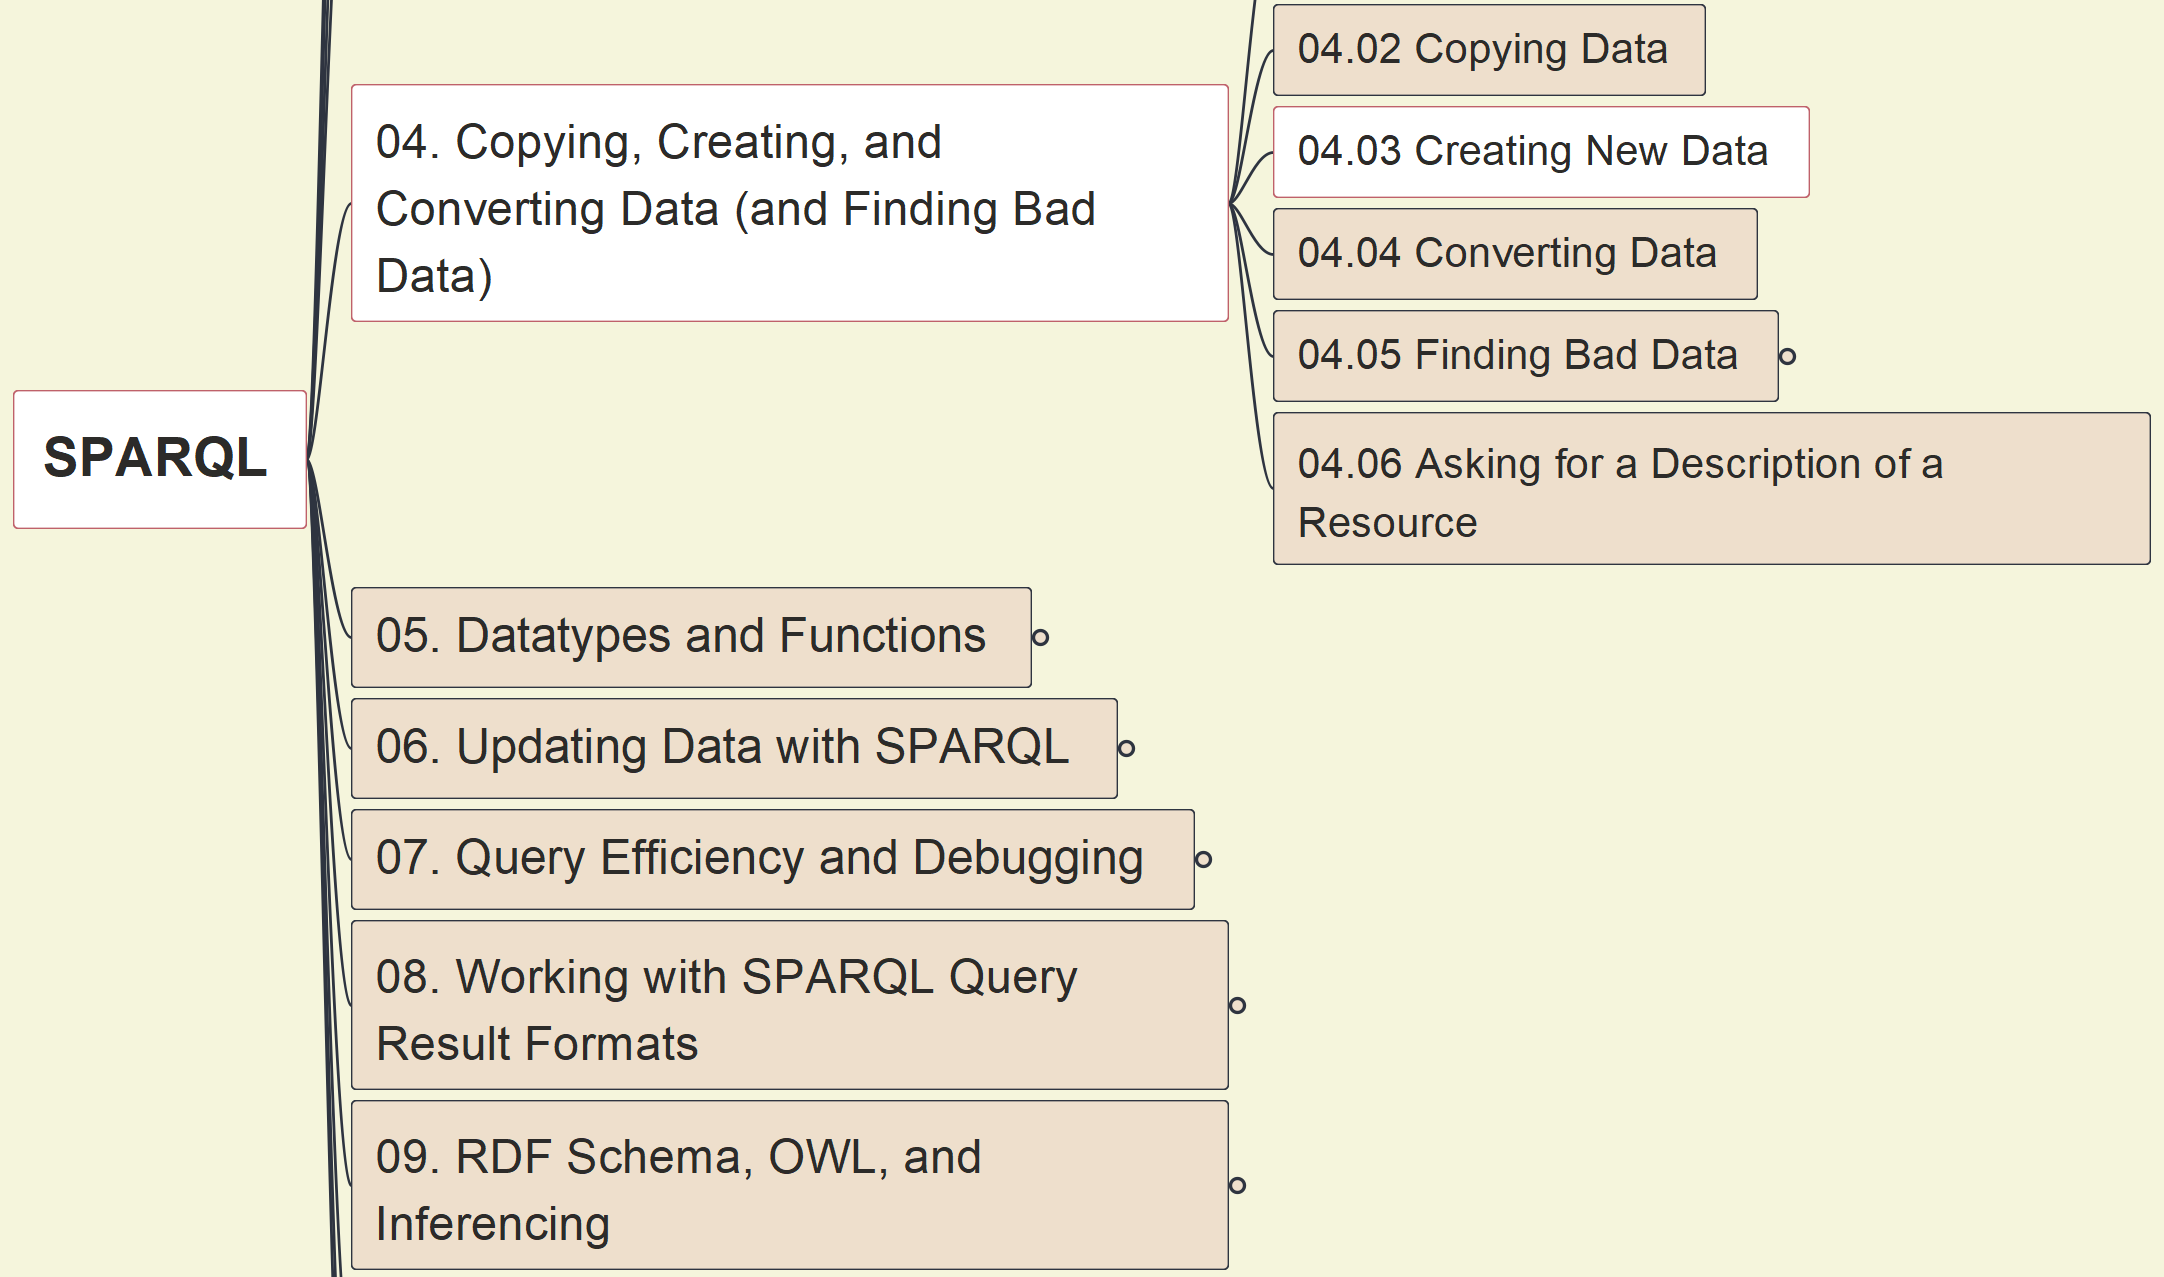 SPARQL
04. Copying, Creating, and
Converting Data (and Finding Bad
Data)
04.02 Copying Data
04.03 Creating New Data
04.04 Converting Data
04.05 Finding Bad Data
04.06 Asking for a Description of a
Resource
05. Datatypes and Functions
06. Updating Data with SPARQL
07. Query Efficiency and Debugging
08. Working with SPARQL Query
Result Formats
09. RDF Schema, OWL, and
Inferencing